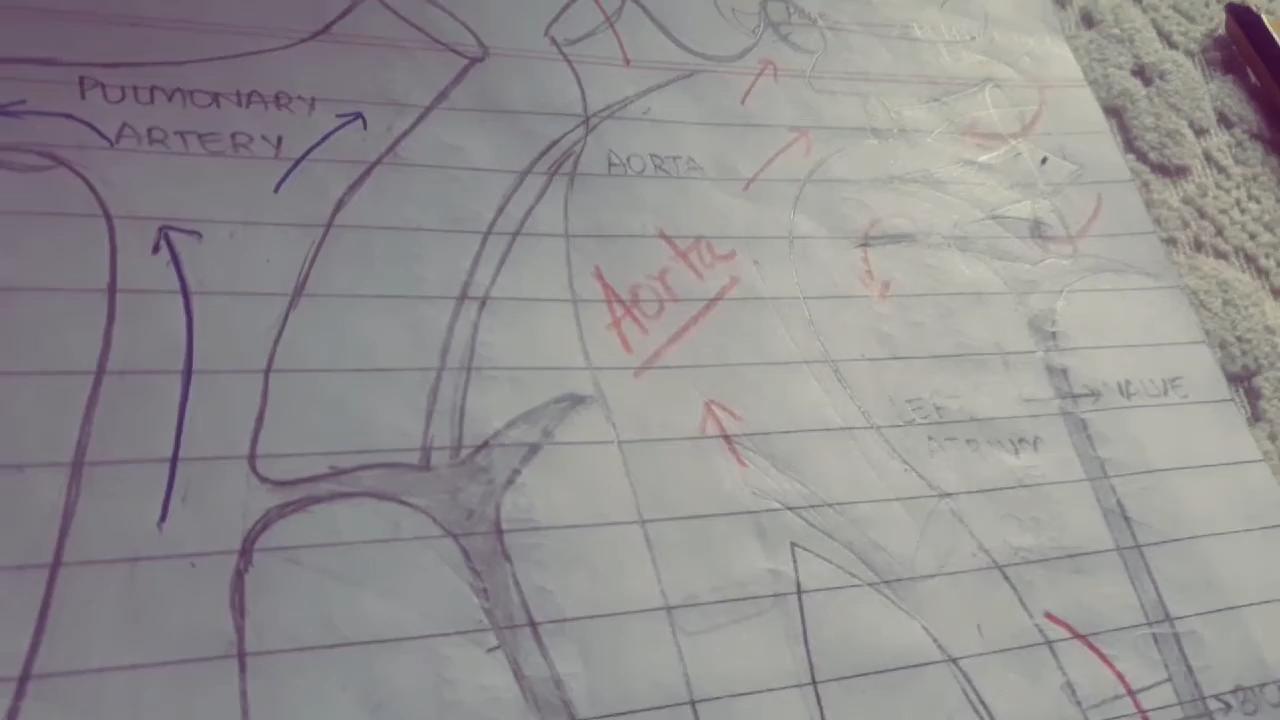 PULMONARY
ARTERY
AORTA
Aorta
VALVE
LEFT
ATRIUM